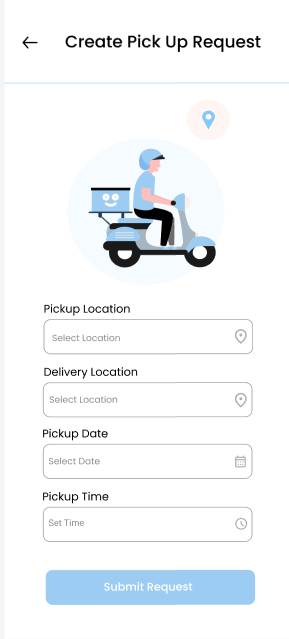 Create Pick Up Request
Pickup Location
Select Location
Delivery Location
Select Location
Pickup Date
Select Date
Pickup Time
Set Time
Submit Request